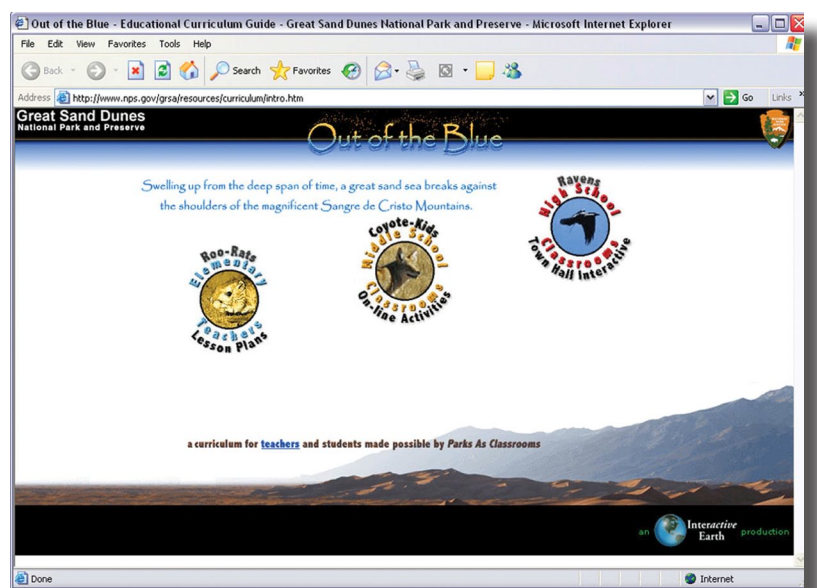 Out of the Blue - Educational Curriculum Guide - Great Sand Dunes National Park and Preserve - Microsoft Internet Explorer
File Edit View Favorites Tools Help
Back Search Favorites
Address http://www.nps.gov/grsa/resources/curriculum/intro.htm Go Links »
Great Sand Dunes
National Park and Preserve
Out of the Blue
Swelling up from the deep span of time, a great sand sea breaks against
the shoulders of the magnificent Sangre de Cristo Mountains.
Roo-Rats
Elementary
Teachers
Lesson Plans
Coyote-Kids
Middle School
Classrooms
On-line Activities
Ravens
High School
Classrooms
Town Hall Interactive
a curriculum for teachers and students made possible by Parks As Classrooms
an Interactive Earth production
Done Internet